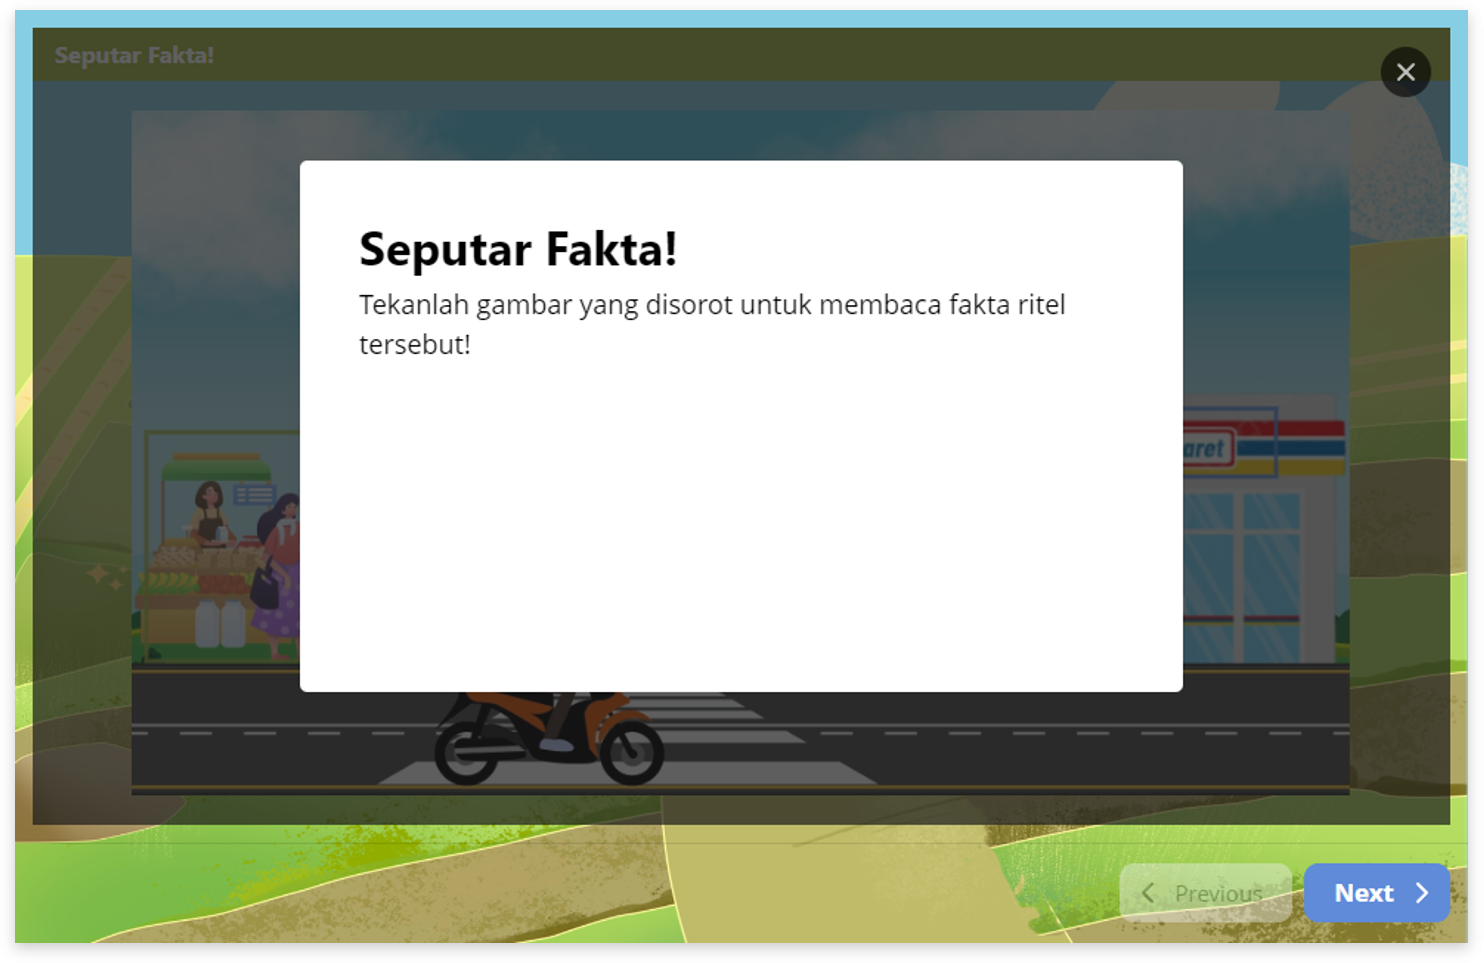 Seputar Fakta!
Seputar Fakta!
Tekanlah gambar yang disorot untuk membaca fakta ritel
tersebut!
aret
Previous
Next